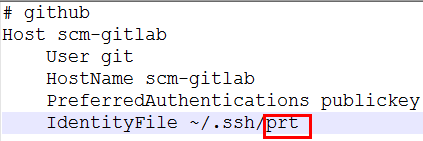 # github
Host scm-gitlab
User git
HostName scm-gitlab
PreferredAuthentications publickey
IdentityFile ~/.ssh/prt